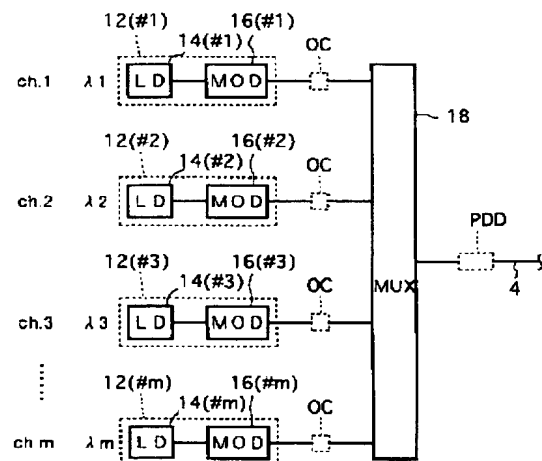 12(#1) 16(#1)
14(#1) OC
ch.1 λ1 LD MOD
18
12(#2) 16(#2)
14(#2) OC
ch.2 λ2 LD MOD
PDD
12(#3) 16(#3)
14(#3) OC
MUX 4
ch.3 λ3 LD MOD
12(#m) 16(#m)
14(#m) OC
ch m λm LD MOD